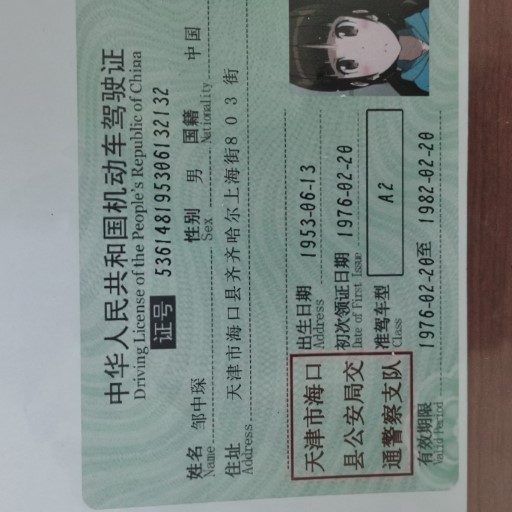 中华人民共和国机动车驾驶证
Driving License of the People's Republic of China
证号 536148195306132132
姓名 邹中琛 性别 男 国籍 中国
Name Sex Nationality
住址 天津市海口县齐齐哈尔上海街803街
Address
出生日期 1953-06-13
Address
初次领证日期 1976-02-20
Date of First Issue
准驾车型 A2
Class
天津市海口
县公安局交
通警察支队
有效期限 1976-02-20至 1982-02-20
Valid Period